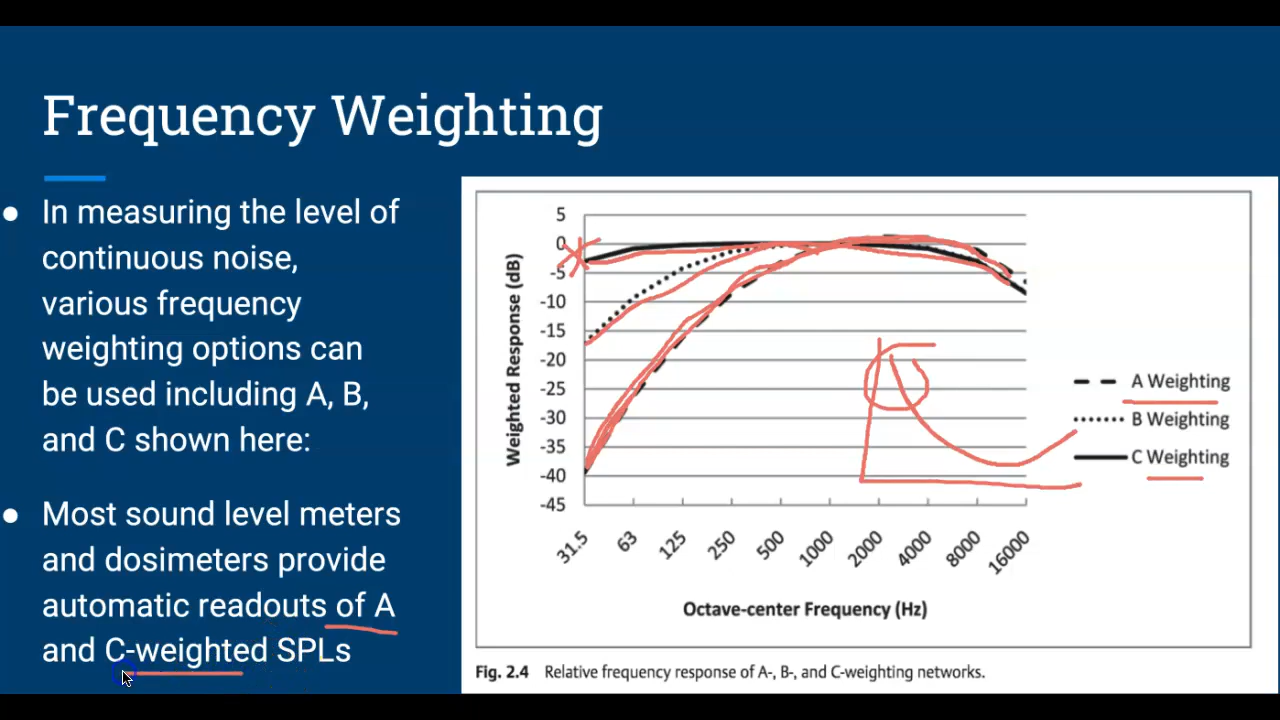 Frequency Weighting
● In measuring the level of
continuous noise,
various frequency
weighting options can
be used including A, B,
and C shown here:
● Most sound level meters
and dosimeters provide
automatic readouts of A
and C-weighted SPLs
Weighted Response (dB)
5
0
-5
-10
-15
-20
-25
-30
-35
-40
-45
31.5 63 125 250 500 1000 2000 4000 8000 16000
Octave-center Frequency (Hz)
A Weighting
B Weighting
C Weighting
Fig. 2.4 Relative frequency response of A-, B-, and C-weighting networks.